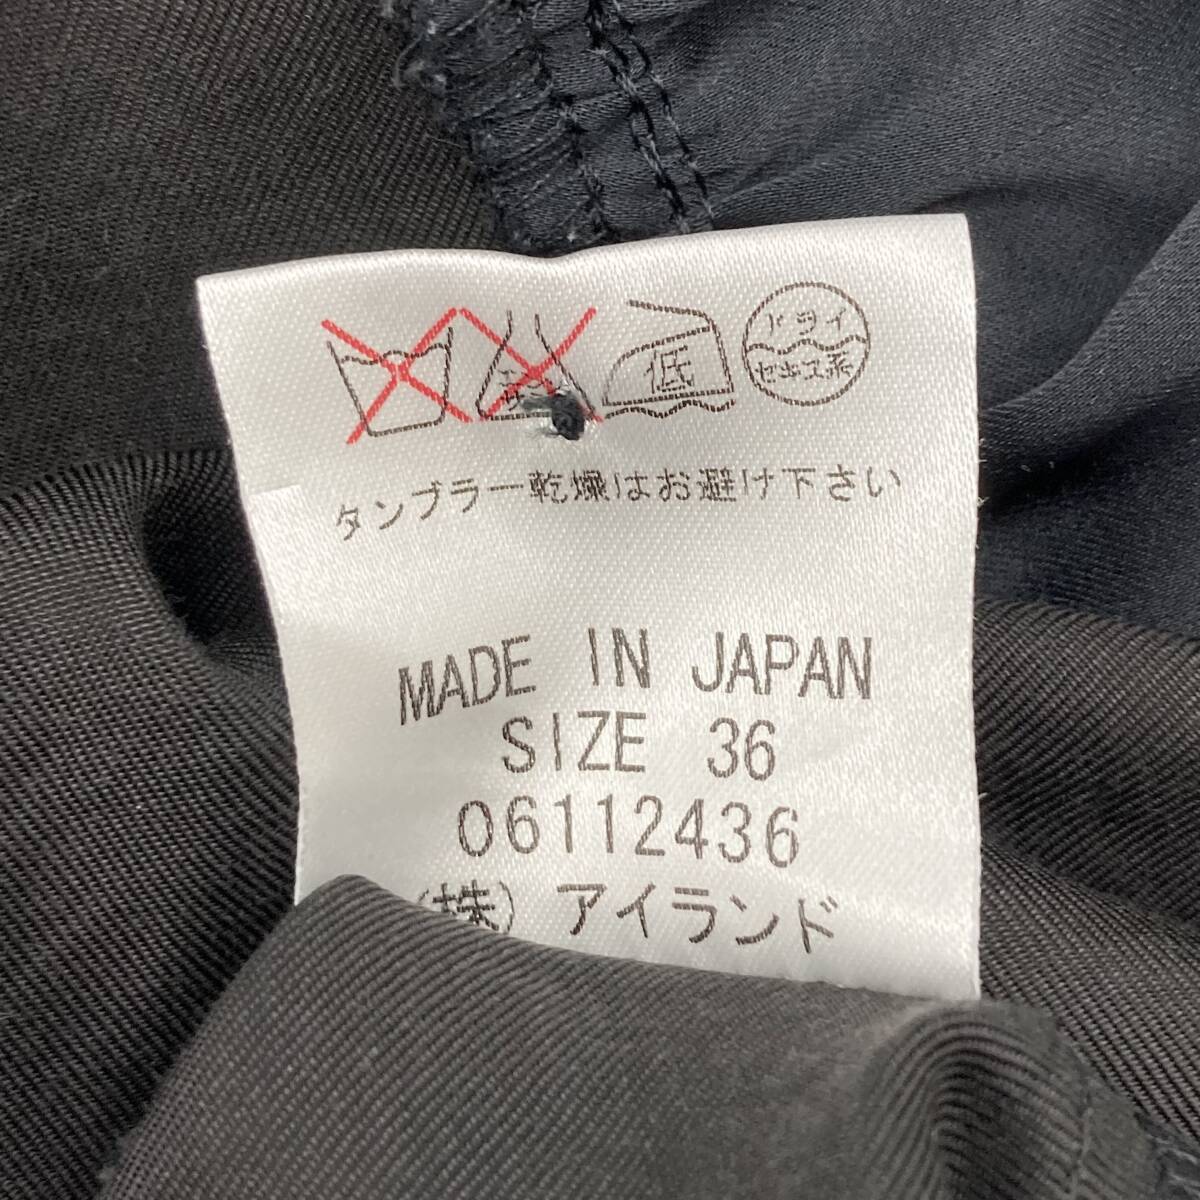 低
ドライ
セキユ系
タンブラー乾燥はお避け下さい
MADE IN JAPAN
SIZE 36
06112436
(株)アイランド